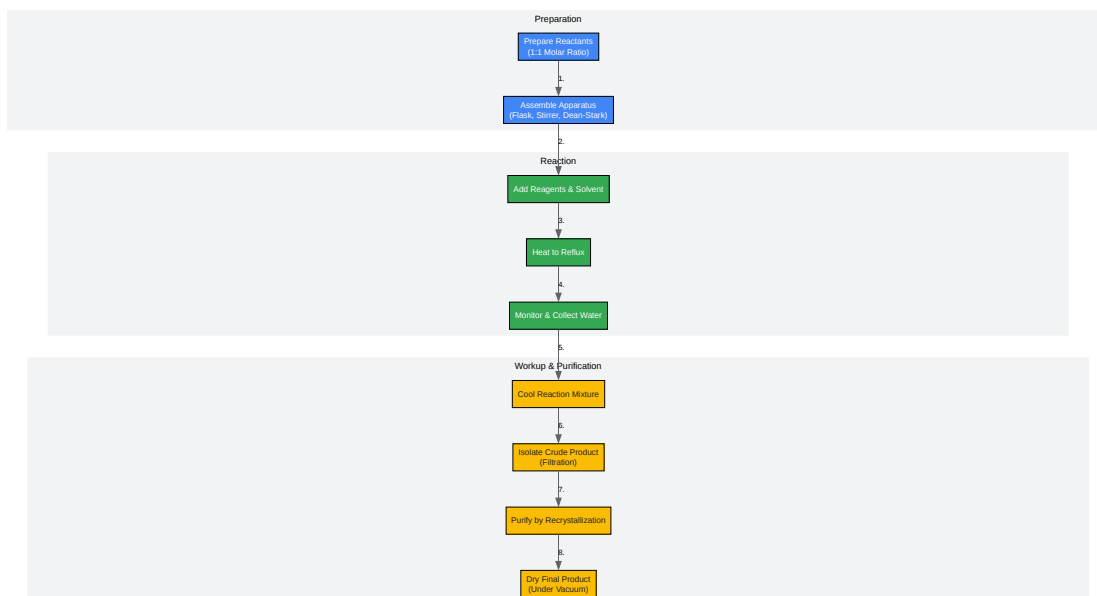 Preparation
Prepare Reactants
(1:1 Molar Ratio)
1.
Assemble Apparatus
(Flask, Stirrer, Dean-Stark)
2.
Reaction
Add Reagents & Solvent
3.
Heat to Reflux
4.
Monitor & Collect Water
5.
Workup & Purification
Cool Reaction Mixture
6.
Isolate Crude Product
(Filtration)
7.
Purify by Recrystallization
8.
Dry Final Product
(Under Vacuum)